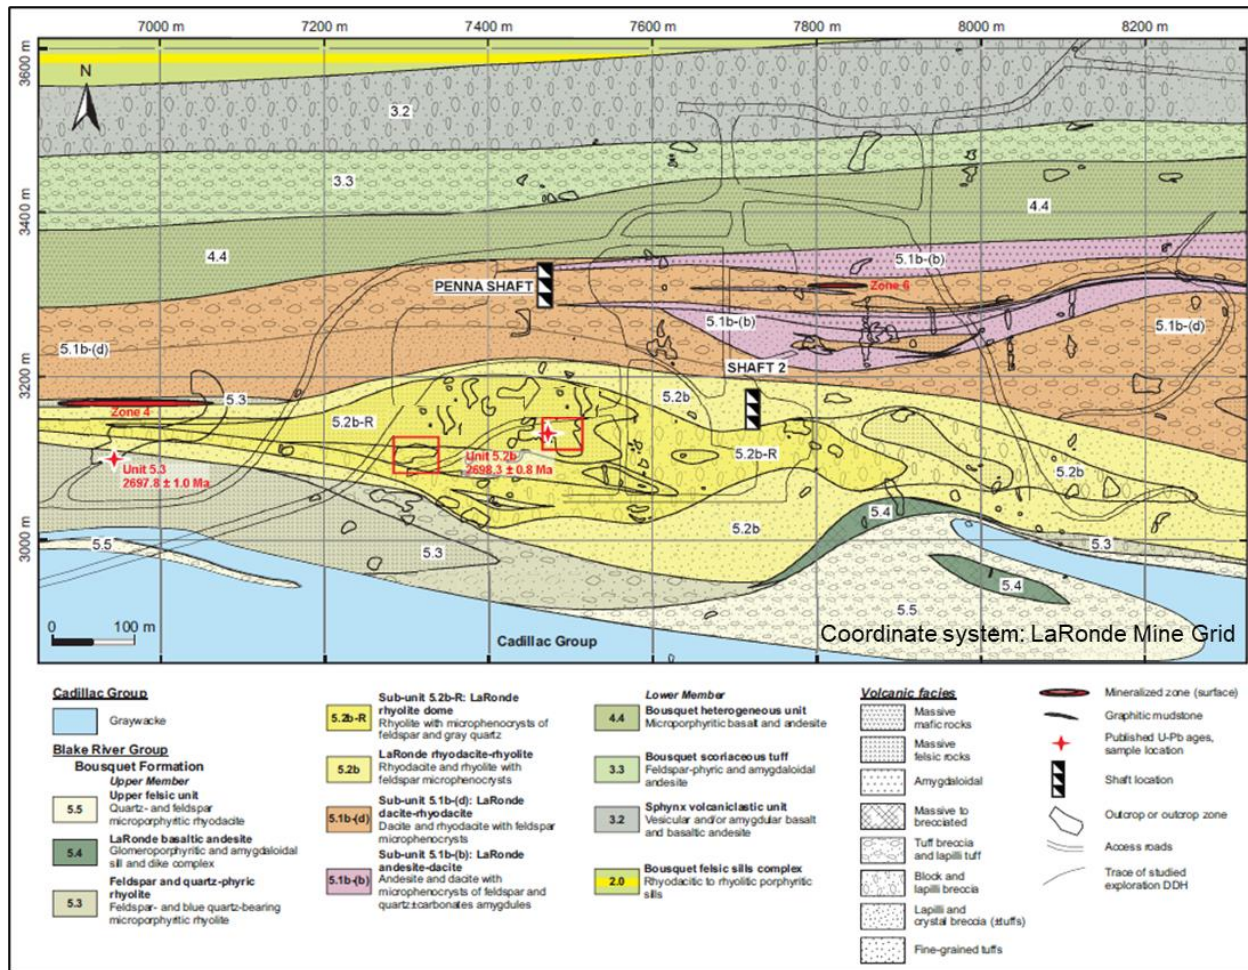 7000 m
7200 m
7400 m
7600 m
7800 m
8000 m
8200 m
3600 m
3400 m
3200 m
3000 m
N
3.2
3.3
4.4
4.4
5.1b-(b)
PENNA SHAFT
Zone 6
5.1b-(b)
5.1b-(d)
5.1b-(d)
SHAFT 2
5.3
Zone 4
5.2b
5.2b-R
5.2b-R
5.2b
Unit 5.3
2697.8 ± 1.0 Ma
Unit 5.2b
2698.3 ± 0.8 Ma
5.4
5.2b
5.5
5.3
5.3
5.4
5.5
0
100 m
Cadillac Group
Coordinate system: LaRonde Mine Grid
Cadillac Group
Graywacke
Blake River Group
Bousquet Formation
Upper Member
5.5
Upper felsic unit
Quartz- and feldspar
microporphyritic rhyodacite
5.4
LaRonde basaltic andesite
Glomeroporphyritic and amygdaloidal
sill and dike complex
5.3
Feldspar and quartz-phyric
rhyolite
Feldspar- and blue quartz-bearing
microporphyritic rhyolite
5.2b-R
Sub-unit 5.2b-R: LaRonde
rhyolite dome
Rhyolite with microphenocrysts of
feldspar and gray quartz
5.2b
LaRonde rhyodacite-rhyolite
Rhyodacite and rhyolite with
feldspar microphenocrysts
5.1b-(d)
Sub-unit 5.1b-(d): LaRonde
dacite-rhyodacite
Dacite and rhyodacite with feldspar
microphenocrysts
5.1b-(b)
Sub-unit 5.1b-(b): LaRonde
andesite-dacite
Andesite and dacite with
microphenocrysts of feldspar and
quartz±carbonates amygdules
Lower Member
4.4
Bousquet heterogeneous unit
Microporphyritic basalt and andesite
3.3
Bousquet scoriaceous tuff
Feldspar-phyric and amygdaloidal
andesite
3.2
Sphynx volcaniclastic unit
Vesicular and/or amygdular basalt
and basaltic andesite
2.0
Bousquet felsic sills complex
Rhyodacitic to rhyolitic porphyritic
sills
Volcanic facies
Massive
mafic rocks
Massive
felsic rocks
Amygdaloidal
Massive to
brecciated
Tuff breccia
and lapilli tuff
Block and
lapilli breccia
Lapilli and
crystal breccia (±tuffs)
Fine-grained tuffs
Mineralized zone (surface)
Graphitic mudstone
Published U-Pb ages,
sample location
Shaft location
Outcrop or outcrop zone
Access roads
Trace of studied
exploration DDH